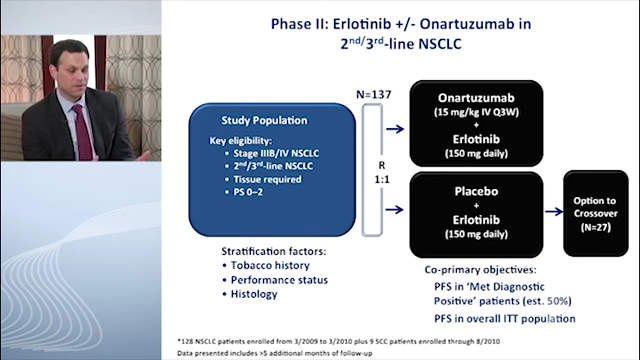 Phase II: Erlotinib +/- Onartuzumab in
2nd/3rd-line NSCLC
N=137
Study Population
Key eligibility:
• Stage IIIB/IV NSCLC
• 2nd/3rd-line NSCLC
• Tissue required
• PS 0–2
R
1:1
Onartuzumab
(15 mg/kg IV Q3W)
+
Erlotinib
(150 mg daily)
Placebo
+
Erlotinib
(150 mg daily)
Option to
Crossover
(N=27)
Stratification factors:
• Tobacco history
• Performance status
• Histology
Co-primary objectives:
PFS in ‘Met Diagnostic
Positive’ patients (est. 50%)
PFS in overall ITT population
*128 NSCLC patients enrolled from 3/2009 to 3/2010 plus 9 SCC patients enrolled through 8/2010
Data presented includes >5 additional months of follow-up